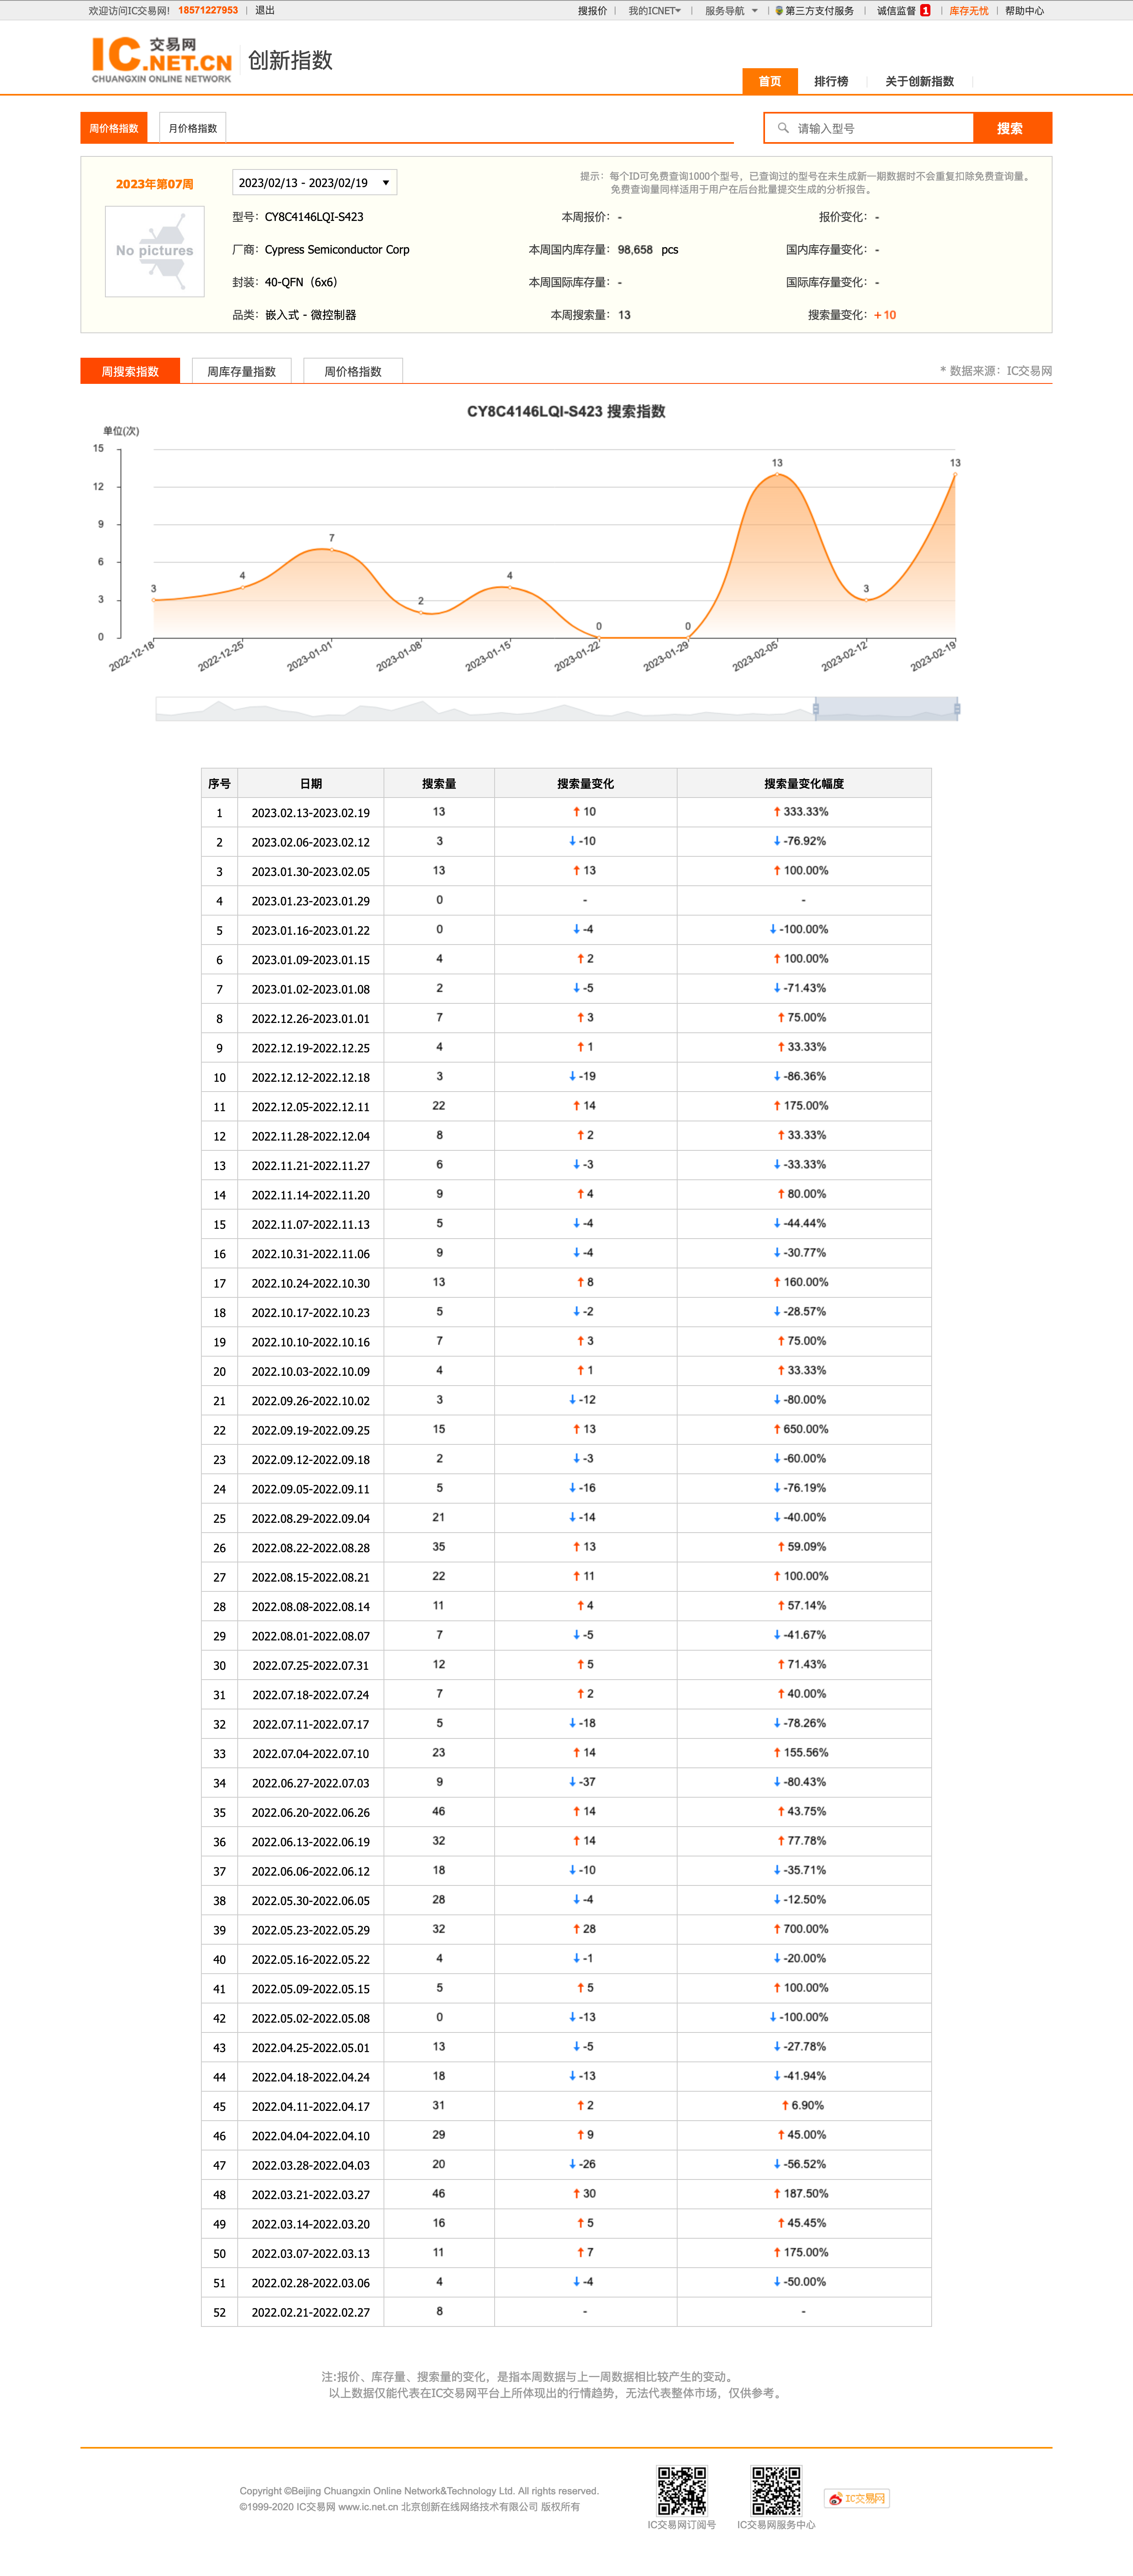 欢迎访问IC交易网! 18571227953 | 退出 搜报价 | 我的ICNET | 服务导航 | 第三方支付服务 | 诚信监督 1 | 库存无忧 | 帮助中心
IC交易网 .NET.CN CHUANGXIN ONLINE NETWORK 创新指数
首页 排行榜 关于创新指数
周价格指数 月价格指数 请输入型号 搜索
2023年第07周 2023/02/13 - 2023/02/19
提示：每个ID可免费查询1000个型号，已查询过的型号在未生成新一期数据时不会重复扣除免费查询量。
免费查询量同样适用于用户在后台批量提交生成的分析报告。
No pictures
型号：CY8C4146LQI-S423 本周报价：- 报价变化：-
厂商：Cypress Semiconductor Corp 本周国内库存量：98,658 pcs 国内库存量变化：-
封装：40-QFN（6x6） 本周国际库存量：- 国际库存量变化：-
品类：嵌入式 - 微控制器 本周搜索量：13 搜索量变化：+10
周搜索指数 周库存量指数 周价格指数 * 数据来源：IC交易网
CY8C4146LQI-S423 搜索指数
单位(次)
15
12
9
6
3
0
3 4 7 2 4 0 0 13 3 13
2022-12-18 2022-12-25 2023-01-01 2023-01-08 2023-01-15 2023-01-22 2023-01-29 2023-02-05 2023-02-12 2023-02-19
序号 日期 搜索量 搜索量变化 搜索量变化幅度
1 2023.02.13-2023.02.19 13 ↑ 10 ↑ 333.33%
2 2023.02.06-2023.02.12 3 ↓ -10 ↓ -76.92%
3 2023.01.30-2023.02.05 13 ↑ 13 ↑ 100.00%
4 2023.01.23-2023.01.29 0 - -
5 2023.01.16-2023.01.22 0 ↓ -4 ↓ -100.00%
6 2023.01.09-2023.01.15 4 ↑ 2 ↑ 100.00%
7 2023.01.02-2023.01.08 2 ↓ -5 ↓ -71.43%
8 2022.12.26-2023.01.01 7 ↑ 3 ↑ 75.00%
9 2022.12.19-2022.12.25 4 ↑ 1 ↑ 33.33%
10 2022.12.12-2022.12.18 3 ↓ -19 ↓ -86.36%
11 2022.12.05-2022.12.11 22 ↑ 14 ↑ 175.00%
12 2022.11.28-2022.12.04 8 ↑ 2 ↑ 33.33%
13 2022.11.21-2022.11.27 6 ↓ -3 ↓ -33.33%
14 2022.11.14-2022.11.20 9 ↑ 4 ↑ 80.00%
15 2022.11.07-2022.11.13 5 ↓ -4 ↓ -44.44%
16 2022.10.31-2022.11.06 9 ↓ -4 ↓ -30.77%
17 2022.10.24-2022.10.30 13 ↑ 8 ↑ 160.00%
18 2022.10.17-2022.10.23 5 ↓ -2 ↓ -28.57%
19 2022.10.10-2022.10.16 7 ↑ 3 ↑ 75.00%
20 2022.10.03-2022.10.09 4 ↑ 1 ↑ 33.33%
21 2022.09.26-2022.10.02 3 ↓ -12 ↓ -80.00%
22 2022.09.19-2022.09.25 15 ↑ 13 ↑ 650.00%
23 2022.09.12-2022.09.18 2 ↓ -3 ↓ -60.00%
24 2022.09.05-2022.09.11 5 ↓ -16 ↓ -76.19%
25 2022.08.29-2022.09.04 21 ↓ -14 ↓ -40.00%
26 2022.08.22-2022.08.28 35 ↑ 13 ↑ 59.09%
27 2022.08.15-2022.08.21 22 ↑ 11 ↑ 100.00%
28 2022.08.08-2022.08.14 11 ↑ 4 ↑ 57.14%
29 2022.08.01-2022.08.07 7 ↓ -5 ↓ -41.67%
30 2022.07.25-2022.07.31 12 ↑ 5 ↑ 71.43%
31 2022.07.18-2022.07.24 7 ↑ 2 ↑ 40.00%
32 2022.07.11-2022.07.17 5 ↓ -18 ↓ -78.26%
33 2022.07.04-2022.07.10 23 ↑ 14 ↑ 155.56%
34 2022.06.27-2022.07.03 9 ↓ -37 ↓ -80.43%
35 2022.06.20-2022.06.26 46 ↑ 14 ↑ 43.75%
36 2022.06.13-2022.06.19 32 ↑ 14 ↑ 77.78%
37 2022.06.06-2022.06.12 18 ↓ -10 ↓ -35.71%
38 2022.05.30-2022.06.05 28 ↓ -4 ↓ -12.50%
39 2022.05.23-2022.05.29 32 ↑ 28 ↑ 700.00%
40 2022.05.16-2022.05.22 4 ↓ -1 ↓ -20.00%
41 2022.05.09-2022.05.15 5 ↑ 5 ↑ 100.00%
42 2022.05.02-2022.05.08 0 ↓ -13 ↓ -100.00%
43 2022.04.25-2022.05.01 13 ↓ -5 ↓ -27.78%
44 2022.04.18-2022.04.24 18 ↓ -13 ↓ -41.94%
45 2022.04.11-2022.04.17 31 ↑ 2 ↑ 6.90%
46 2022.04.04-2022.04.10 29 ↑ 9 ↑ 45.00%
47 2022.03.28-2022.04.03 20 ↓ -26 ↓ -56.52%
48 2022.03.21-2022.03.27 46 ↑ 30 ↑ 187.50%
49 2022.03.14-2022.03.20 16 ↑ 5 ↑ 45.45%
50 2022.03.07-2022.03.13 11 ↑ 7 ↑ 175.00%
51 2022.02.28-2022.03.06 4 ↓ -4 ↓ -50.00%
52 2022.02.21-2022.02.27 8 - -
注:报价、库存量、搜索量的变化，是指本周数据与上一周数据相比较产生的变动。
以上数据仅能代表在IC交易网平台上所体现出的行情趋势，无法代表整体市场，仅供参考。
Copyright ©Beijing Chuangxin Online Network&Technology Ltd. All rights reserved.
©1999-2020 IC交易网 www.ic.net.cn 北京创新在线网络技术有限公司 版权所有
IC交易网订阅号 IC交易网服务中心 IC交易网